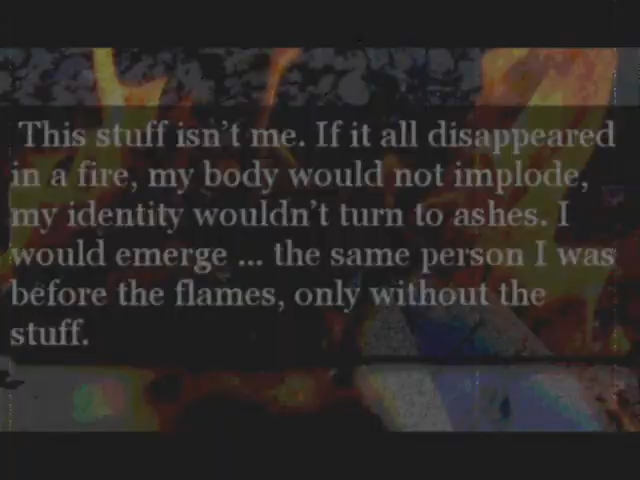 This stuff isn't me. If it all disappeared
in a fire, my body would not implode,
my identity wouldn't turn to ashes. I
would emerge ... the same person I was
before the flames, only without the
stuff.